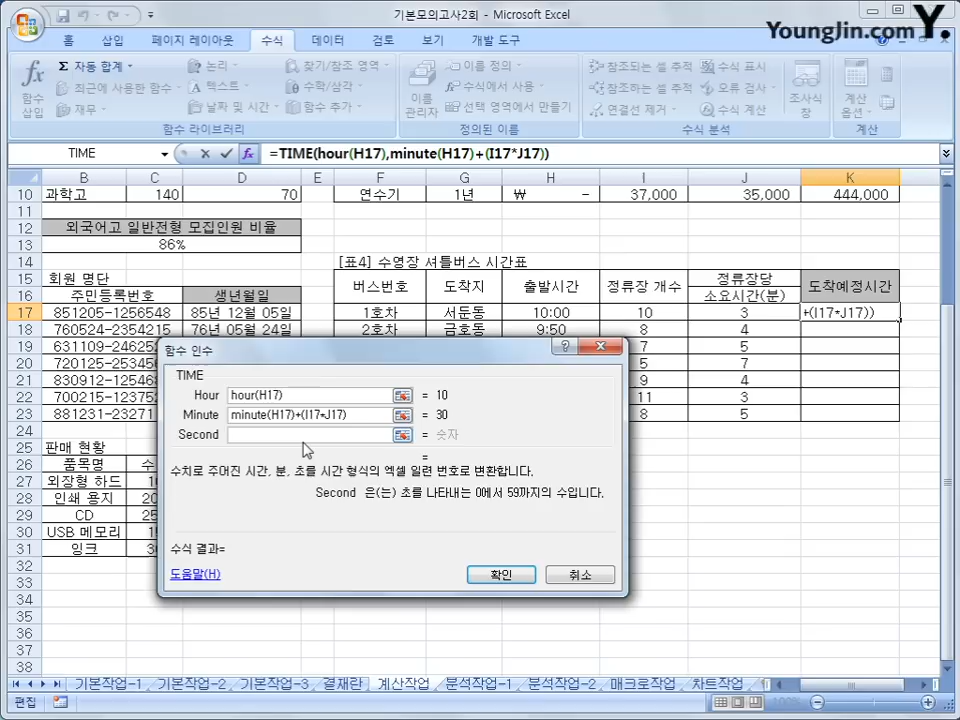 기본모의고사2회 - Microsoft Excel
YoungJin.com Y.
홈 삽입 페이지 레이아웃 수식 데이터 검토 보기 개발 도구
함수 삽입
Σ 자동 합계
최근에 사용한 함수
재무
논리
텍스트
날짜 및 시간
찾기/참조 영역
수학/삼각
함수 추가
함수 라이브러리
이름 관리자
이름 정의
수식에서 사용
선택 영역에서 만들기
정의된 이름
참조되는 셀 추적
참조하는 셀 추적
연결선 제거
수식 표시
오류 검사
수식 계산
조사식 창
수식 분석
계산 옵션
계산
TIME fx =TIME(hour(H17),minute(H17)+(I17*J17))
B C D E F G H I J K
10 과학고 140 70 연수기 1년 ₩ - 37,000 35,000 444,000
11
12 외국어고 일반전형 모집인원 비율
13 86%
14 [표4] 수영장 셔틀버스 시간표
15 회원 명단 버스번호 도착지 출발시간 정류장 개수 정류장당 도착예정시간
16 주민등록번호 생년월일 소요시간(분)
17 851205-1256548 85년 12월 05일 1호차 서둔동 10:00 10 3 +(I17*J17))
18 760524-2354215 76년 05월 24일 2호차 금호동 9:50 8 4
19 631109-24625 7 5
20 720125-25345 5 7
21 830912-12546 9 4
22 700215-12375 11 3
23 881231-23271 8 5
24
25 판매 현황
26 품목명 수
27 외장형 하드
28 인쇄 용지
29 CD
30 USB 메모리
31 잉크
32
33
34
35
36
37
38
함수 인수
TIME
Hour hour(H17) = 10
Minute minute(H17)+(I17*J17) = 30
Second = 숫자
=
수치로 주어진 시간, 분, 초를 시간 형식의 엑셀 일련 번호로 변환합니다.
Second 은(는) 초를 나타내는 0에서 59까지의 수입니다.
수식 결과=
도움말(H) 확인 취소
기본작업-1 기본작업-2 기본작업-3 결재란 계산작업 분석작업-1 분석작업-2 매크로작업 차트작업
편집 100%